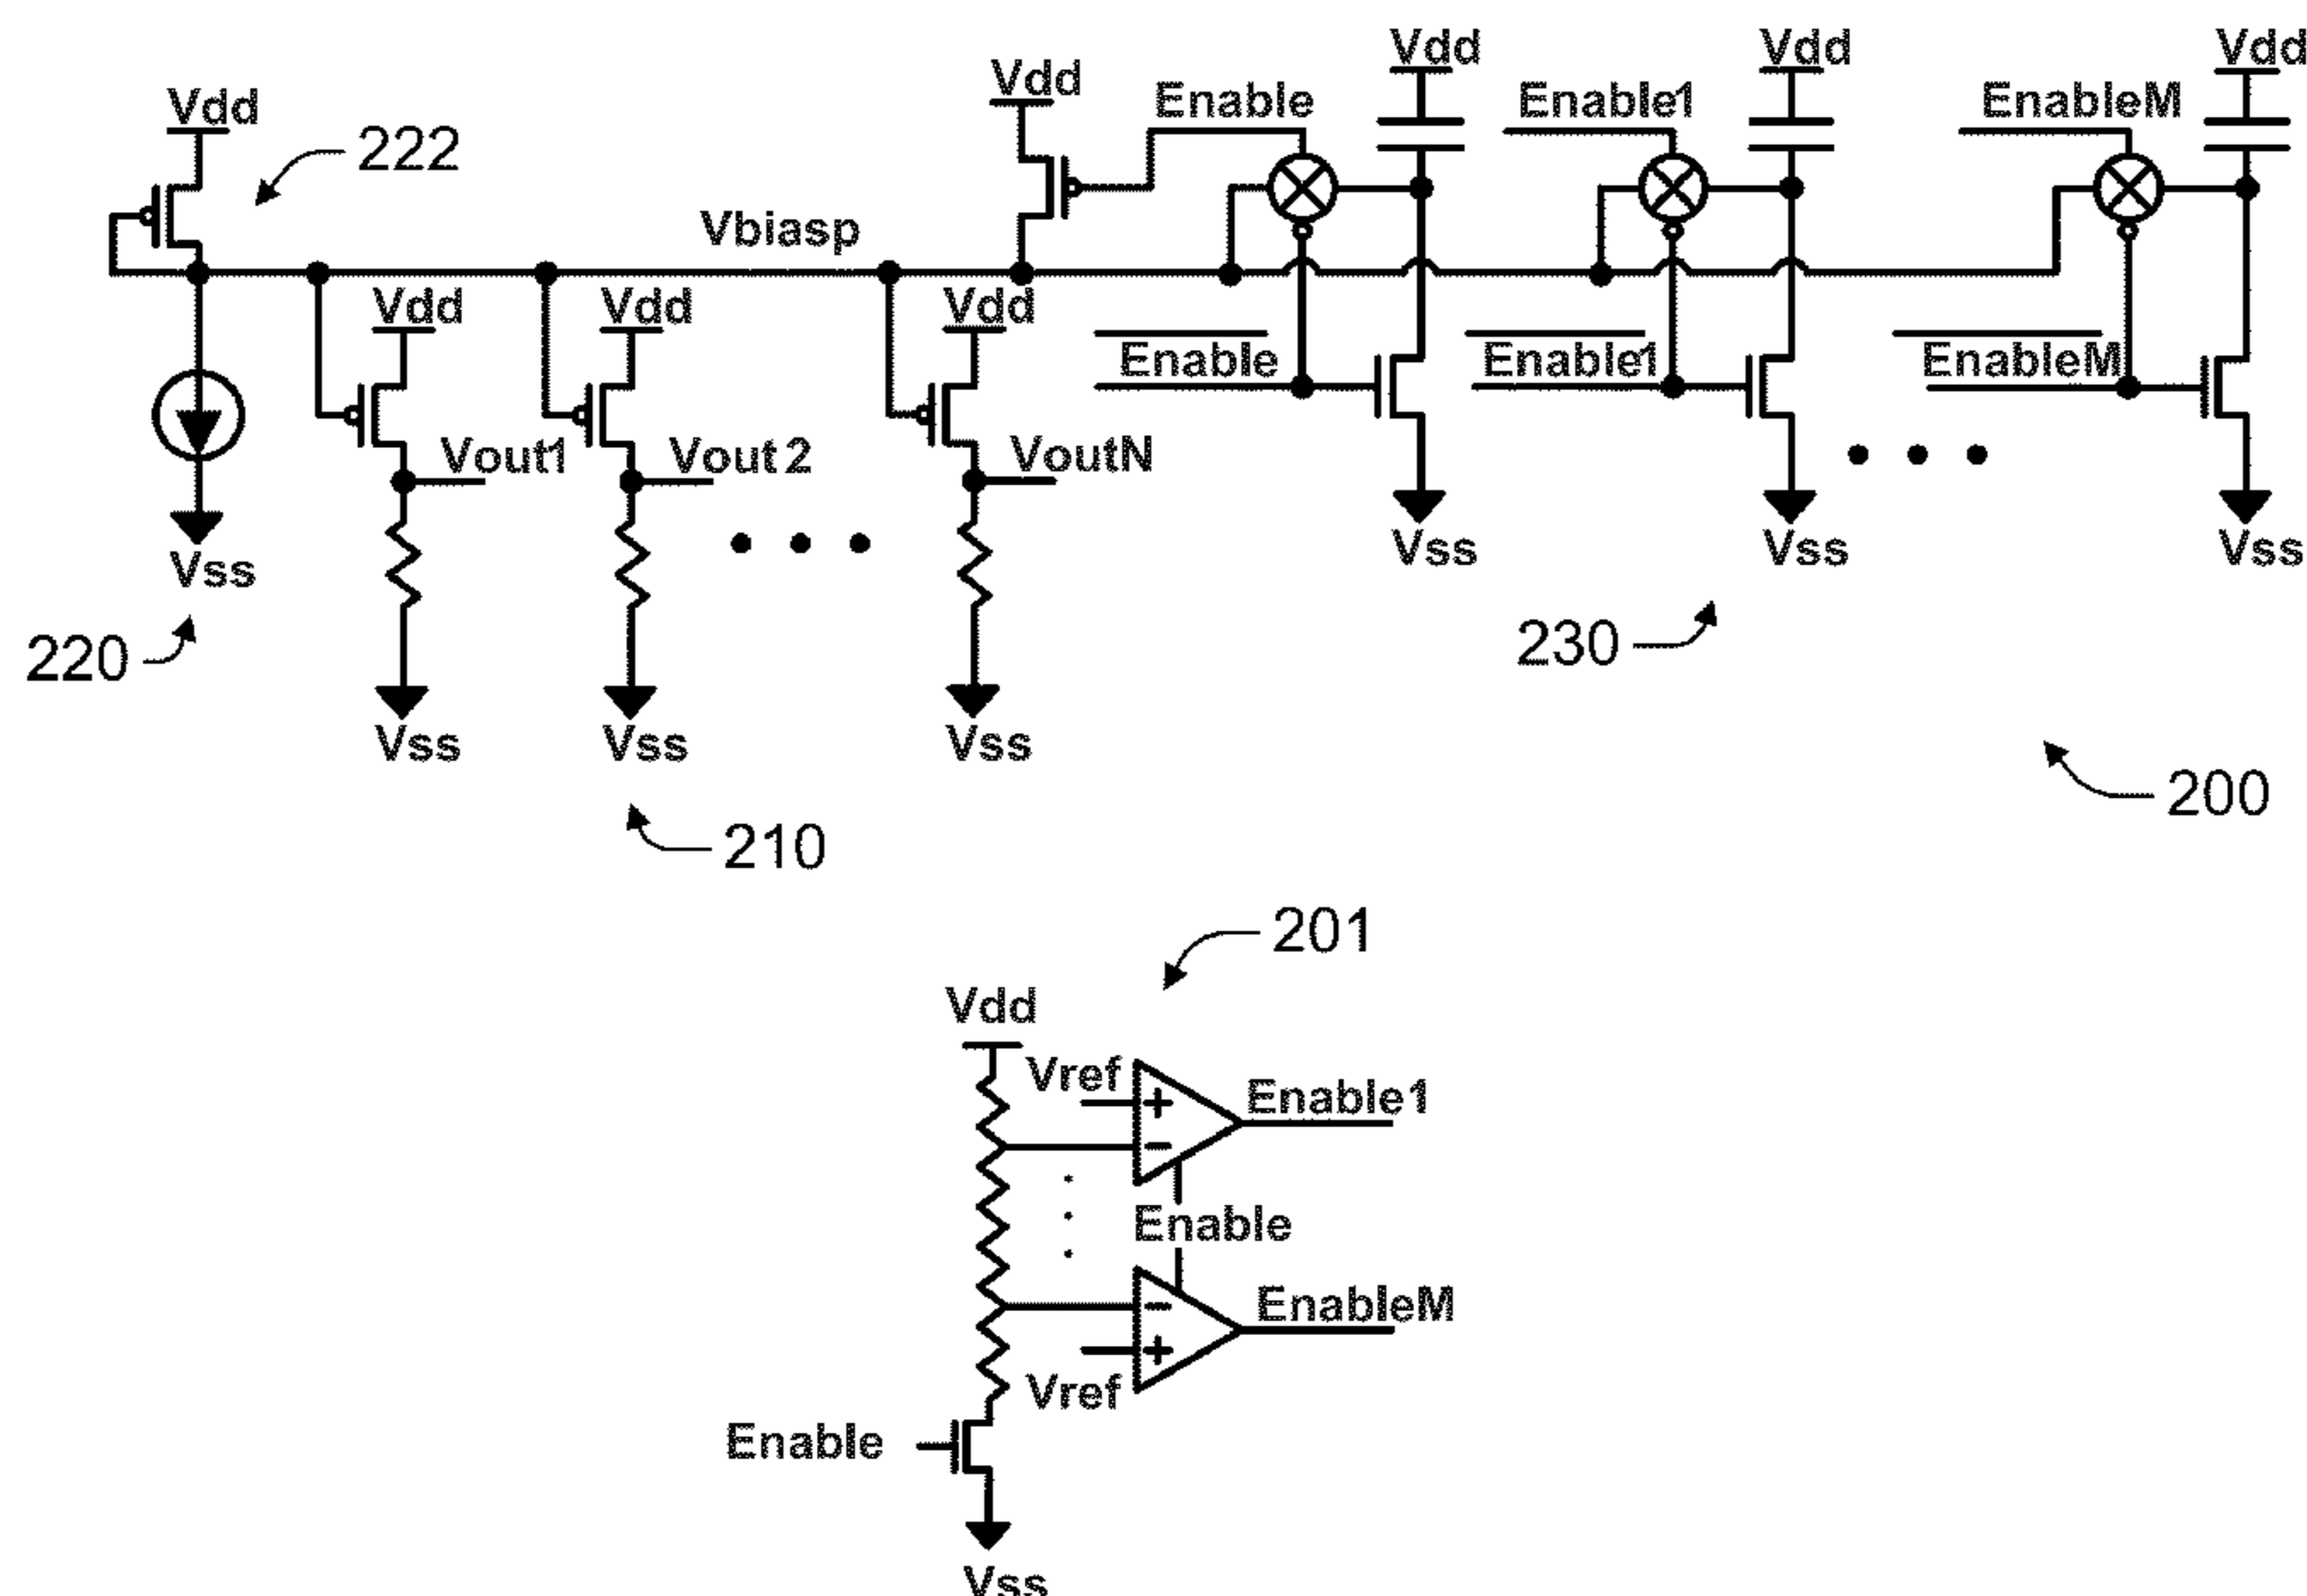 Vdd
Vdd
Vdd
Vdd
Vdd
Enable
Enable1
EnableM
222
Vbiasp
Vdd
Vdd
Vdd
Enable
Enable1
EnableM
Vout1
Vout 2
VoutN
Vss
Vss
Vss
Vss
220
230
Vss
Vss
Vss
200
210
201
Vdd
Vref
+
−
Enable1
Enable
−
+
EnableM
Vref
Enable
Vss